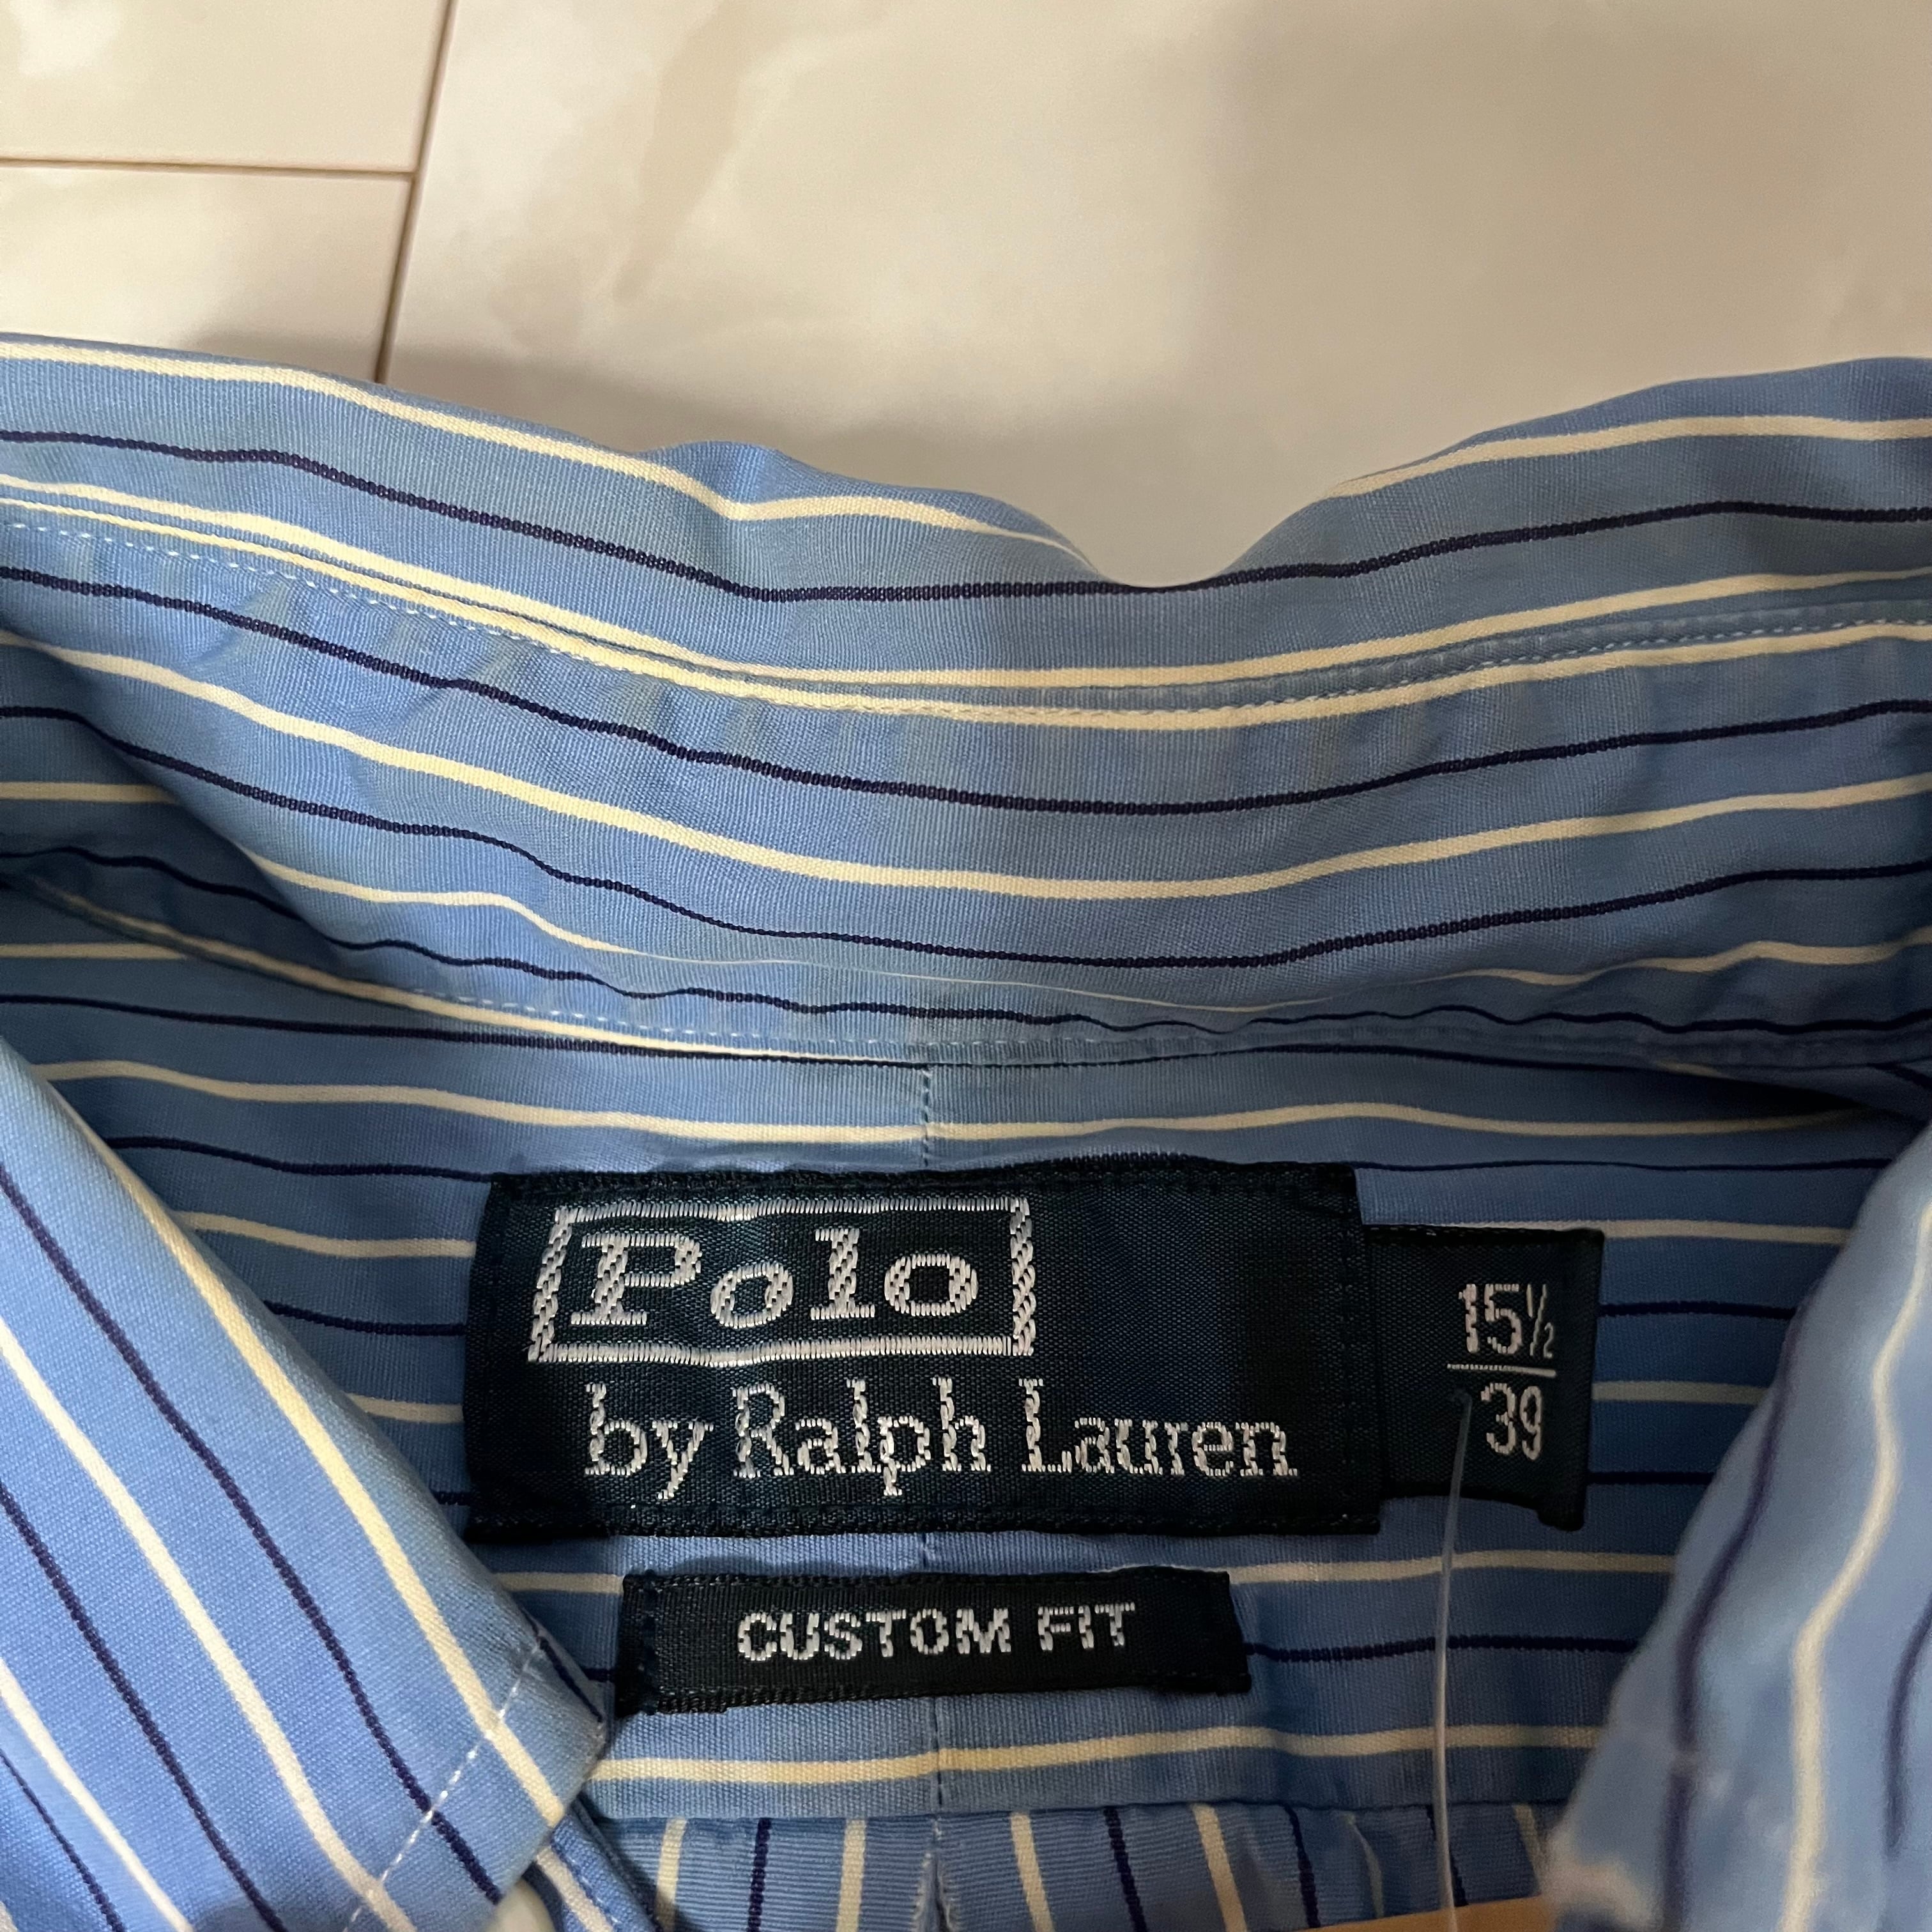 Polo
by Ralph Lauren
15½
39
CUSTOM FIT